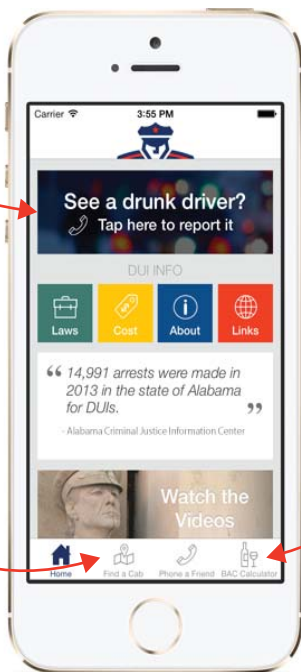 Carrier 3:55 PM
See a drunk driver?
Tap here to report it
DUI INFO
Laws Cost About Links
“ 14,991 arrests were made in
2013 in the state of Alabama
for DUIs. ”
- Alabama Criminal Justice Information Center
Watch the
Videos
Home Find a Cab Phone a Friend BAC Calculator